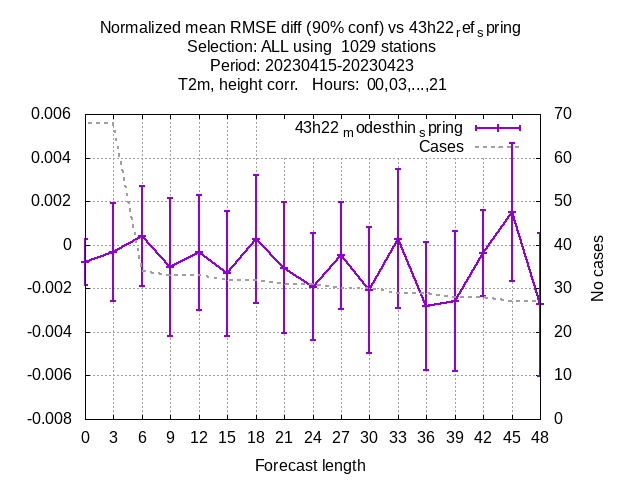 Normalized mean RMSE diff (90% conf) vs 43h22ᵣefₛpring
Selection: ALL using  1029 stations
Period: 20230415-20230423
T2m, height corr.   Hours:  00,03,...,21
43h22ₘodesthinₛpring
Cases
0.006
0.004
0.002
0
-0.002
-0.004
-0.006
-0.008
70
60
50
40
30
20
10
0
No cases
0 3 6 9 12 15 18 21 24 27 30 33 36 39 42 45 48
Forecast length